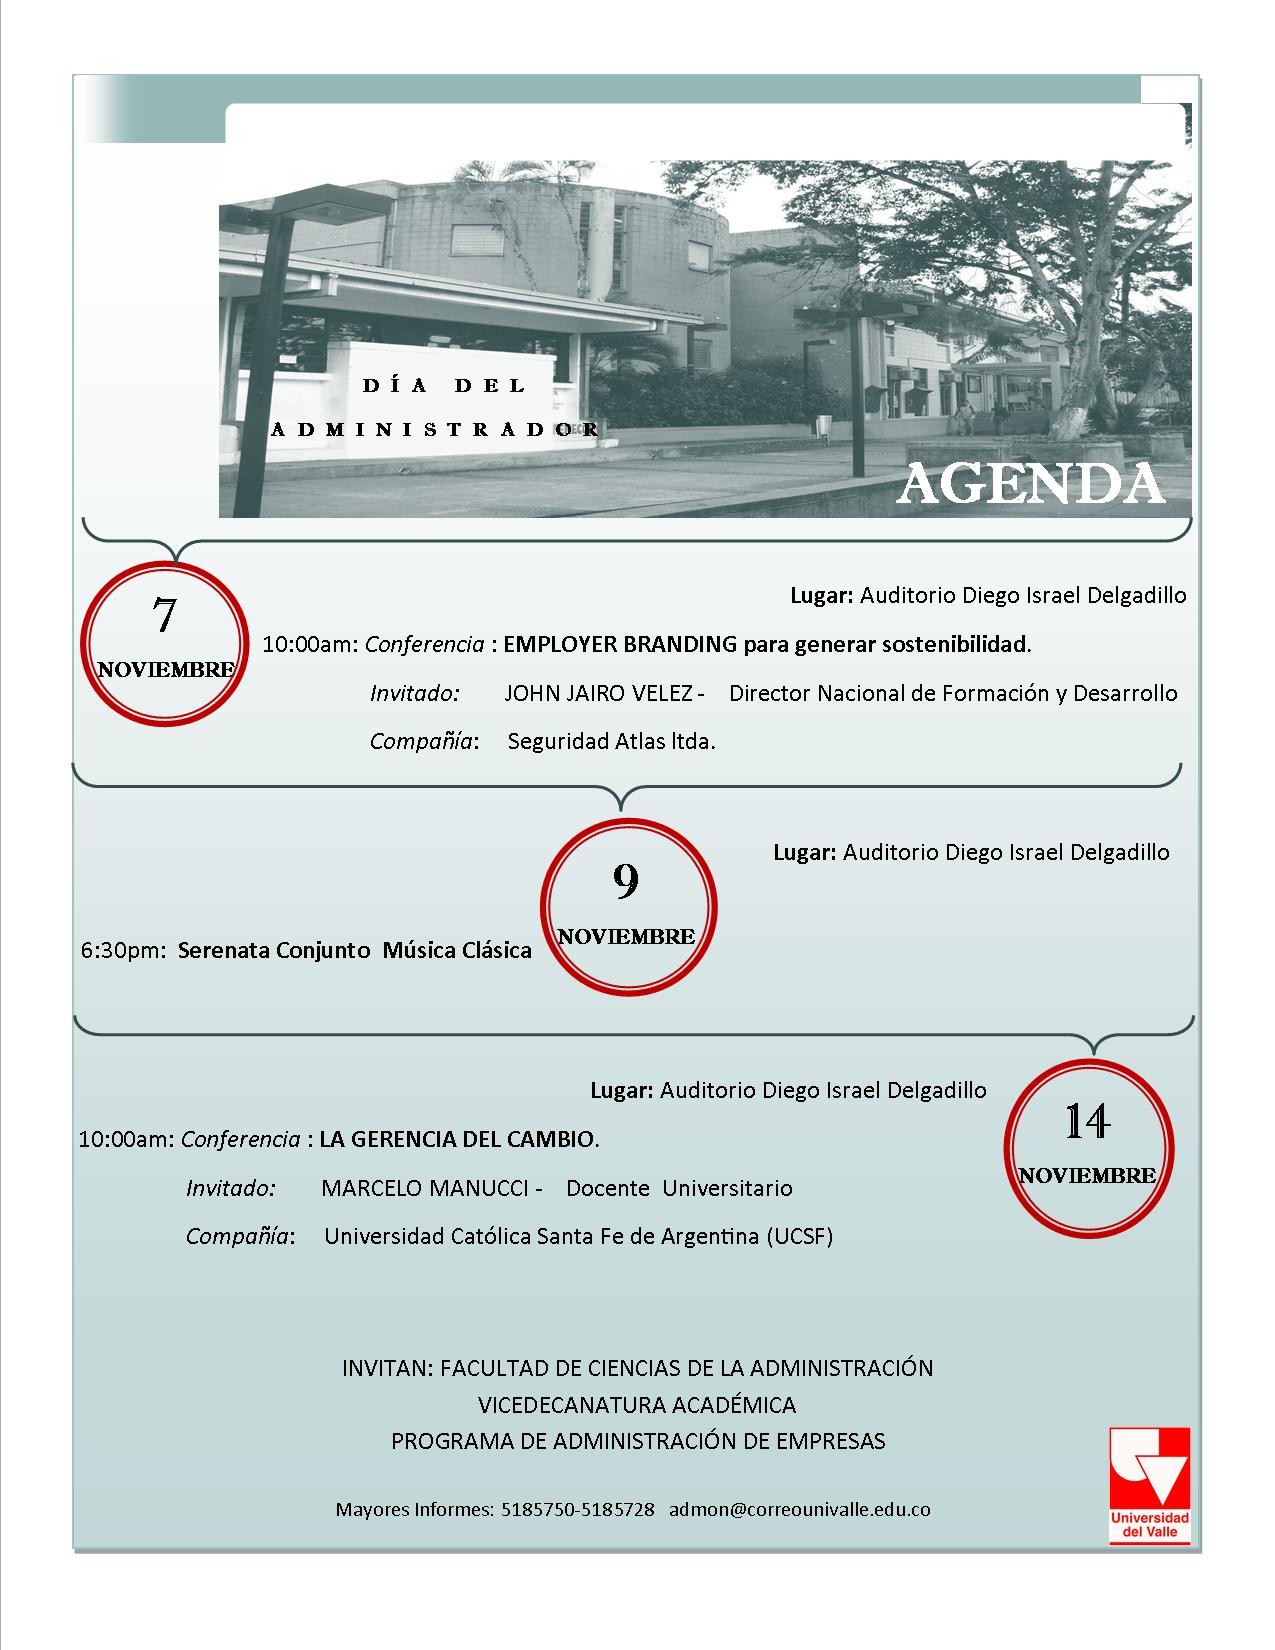 DÍA DEL
ADMINISTRADOR
AGENDA
7
NOVIEMBRE
Lugar: Auditorio Diego Israel Delgadillo
10:00am: Conferencia : EMPLOYER BRANDING para generar sostenibilidad.
Invitado: JOHN JAIRO VELEZ - Director Nacional de Formación y Desarrollo
Compañía: Seguridad Atlas ltda.
9
NOVIEMBRE
Lugar: Auditorio Diego Israel Delgadillo
6:30pm: Serenata Conjunto Música Clásica
14
NOVIEMBRE
Lugar: Auditorio Diego Israel Delgadillo
10:00am: Conferencia : LA GERENCIA DEL CAMBIO.
Invitado: MARCELO MANUCCI - Docente Universitario
Compañía: Universidad Católica Santa Fe de Argentina (UCSF)
INVITAN: FACULTAD DE CIENCIAS DE LA ADMINISTRACIÓN
VICEDECANATURA ACADÉMICA
PROGRAMA DE ADMINISTRACIÓN DE EMPRESAS
Mayores Informes: 5185750-5185728 admon@correounivalle.edu.co
Universidad
del Valle